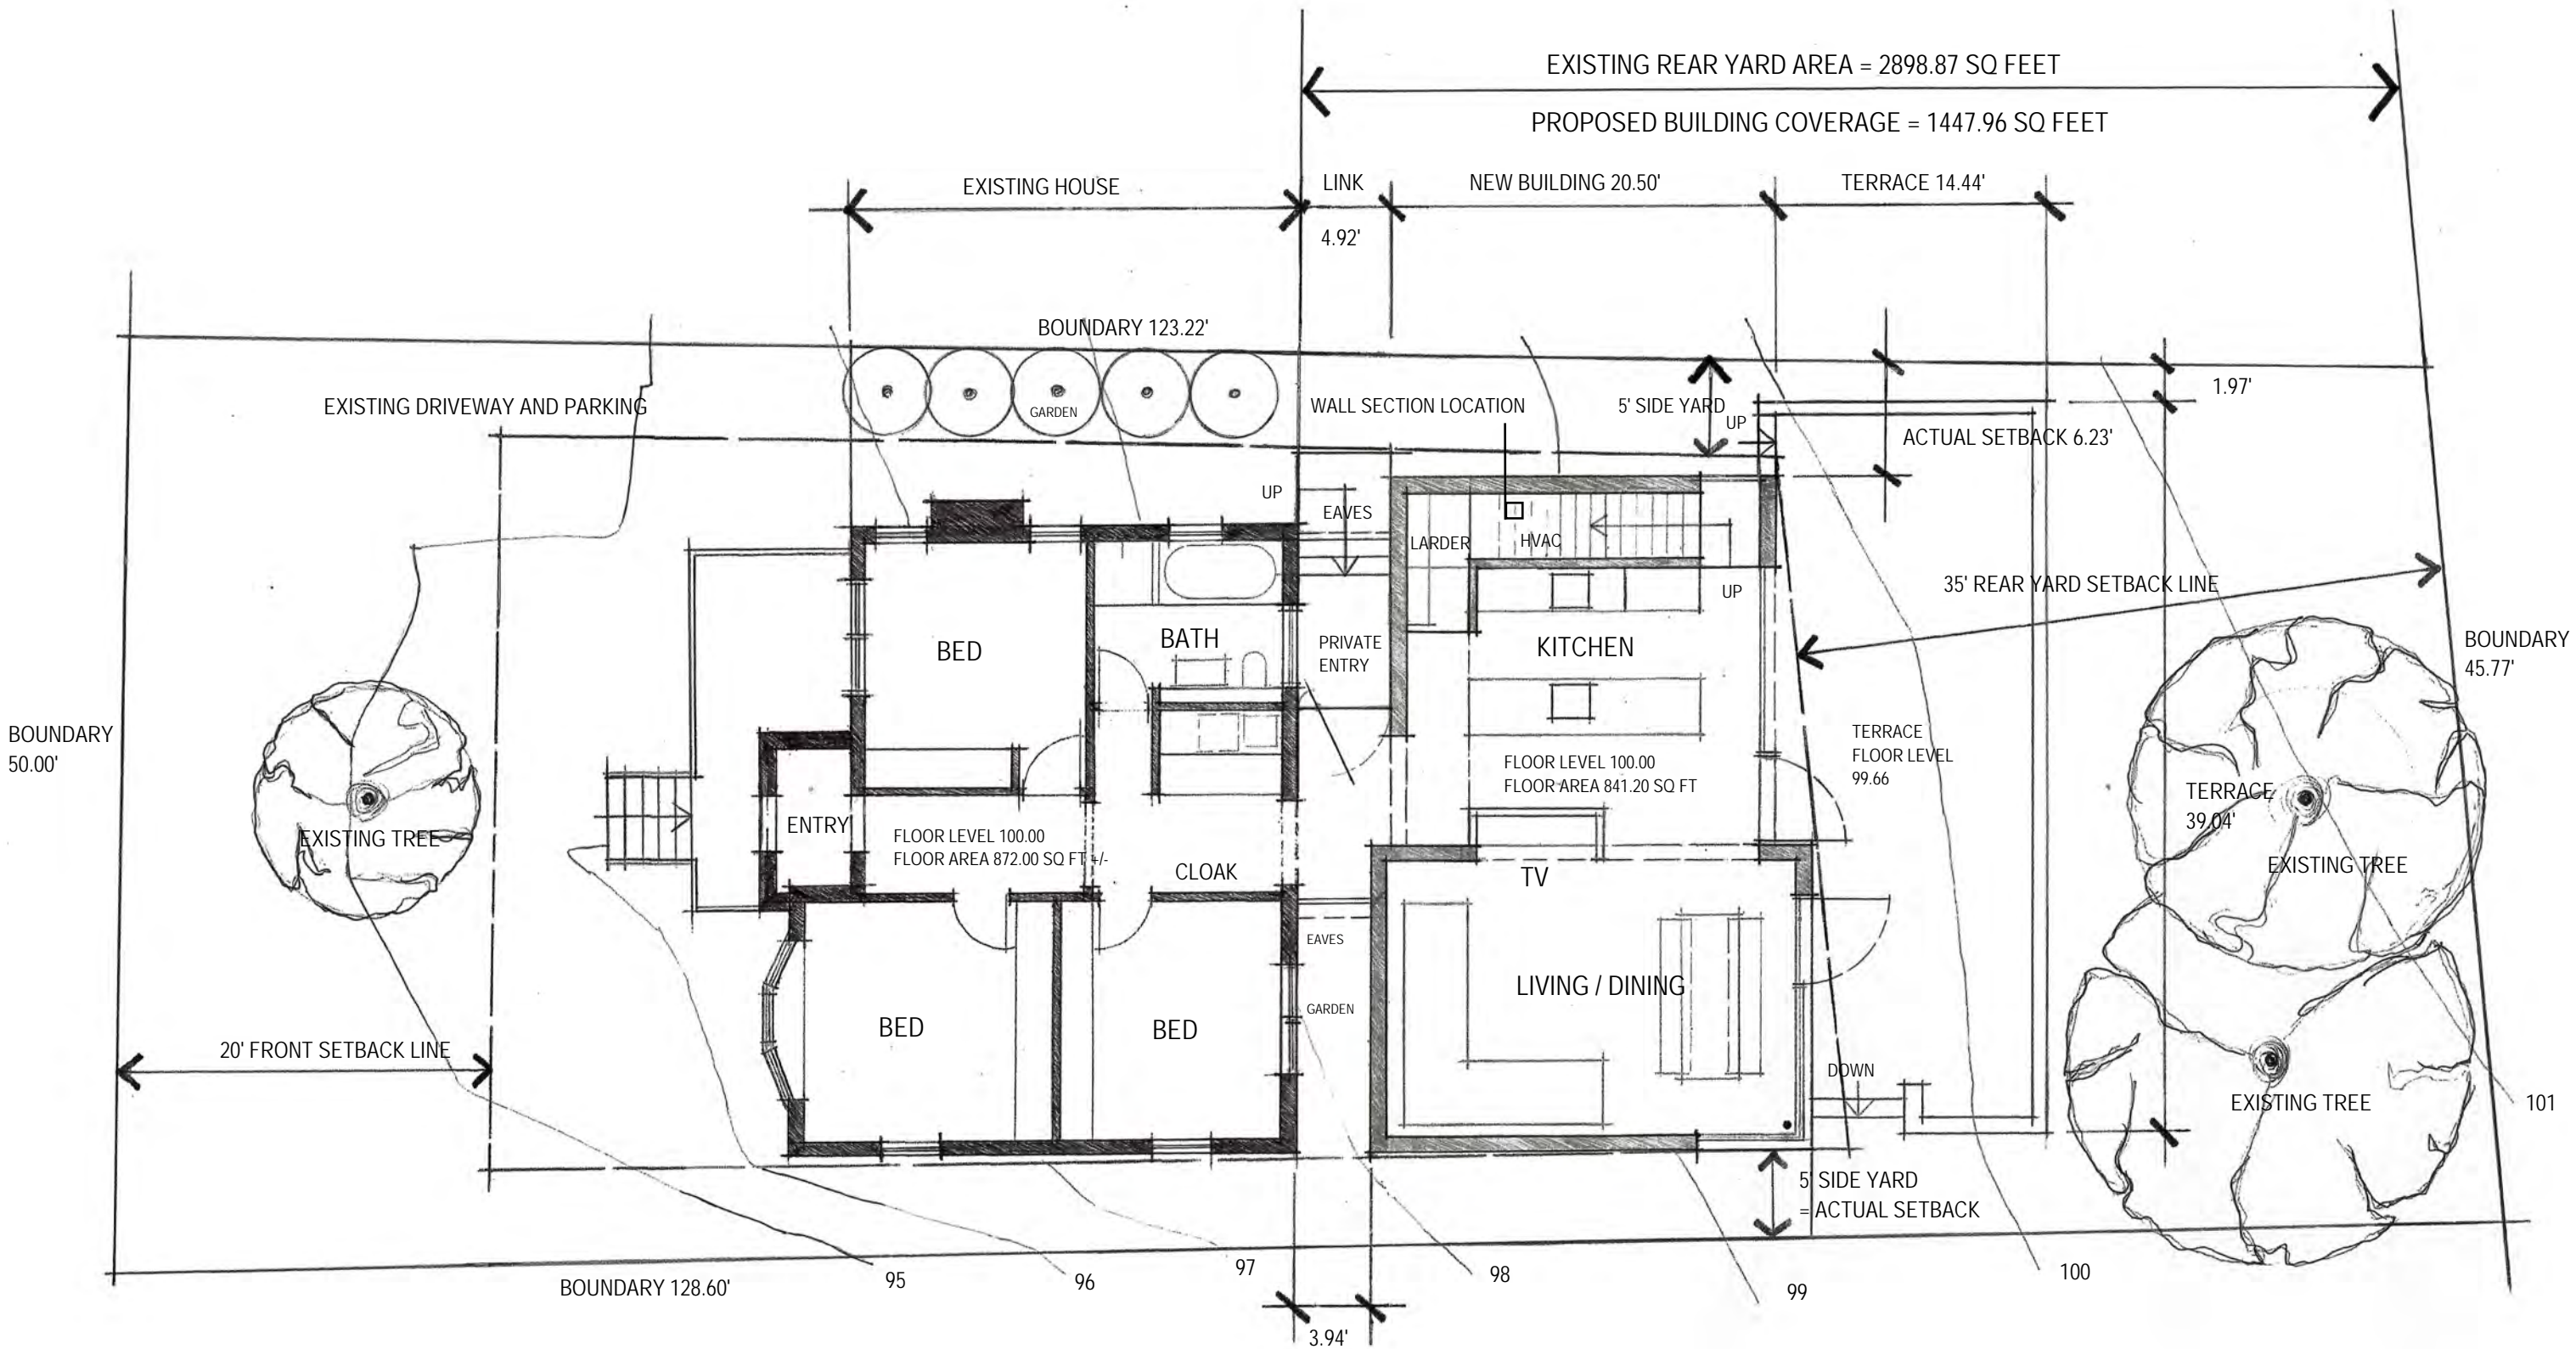 EXISTING REAR YARD AREA = 2898.87 SQ FEET
PROPOSED BUILDING COVERAGE = 1447.96 SQ FEET
EXISTING HOUSE
LINK
4.92'
NEW BUILDING 20.50'
TERRACE 14.44'
BOUNDARY 123.22'
EXISTING DRIVEWAY AND PARKING
GARDEN
WALL SECTION LOCATION
5' SIDE YARD
UP
1.97'
ACTUAL SETBACK 6.23'
UP
EAVES
LARDER
HVAC
UP
35' REAR YARD SETBACK LINE
BED
BATH
PRIVATE
ENTRY
KITCHEN
BOUNDARY
45.77'
BOUNDARY
50.00'
TERRACE
FLOOR LEVEL
99.66
FLOOR LEVEL 100.00
FLOOR AREA 841.20 SQ FT
TERRACE
39.04'
EXISTING TREE
ENTRY
FLOOR LEVEL 100.00
FLOOR AREA 872.00 SQ FT +/-
CLOAK
TV
EXISTING TREE
EAVES
GARDEN
LIVING / DINING
BED
BED
20' FRONT SETBACK LINE
DOWN
EXISTING TREE
101
5' SIDE YARD
= ACTUAL SETBACK
BOUNDARY 128.60'
95
96
97
98
99
100
3.94'